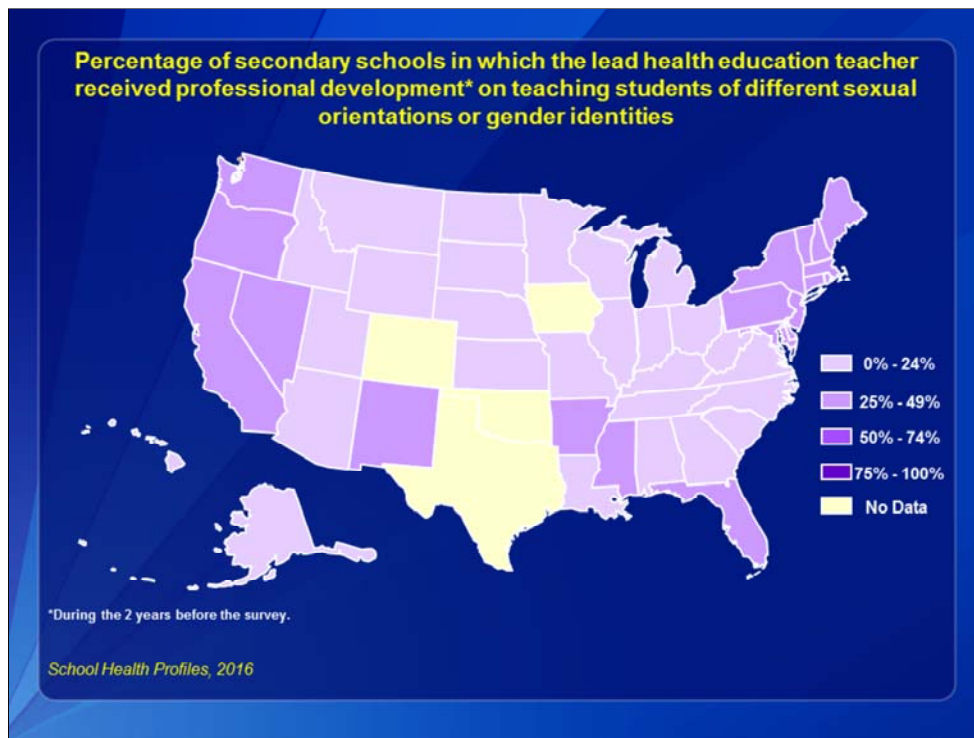 Percentage of secondary schools in which the lead health education teacher
received professional development* on teaching students of different sexual
orientations or gender identities
0% - 24%
25% - 49%
50% - 74%
75% - 100%
No Data
*During the 2 years before the survey.
School Health Profiles, 2016